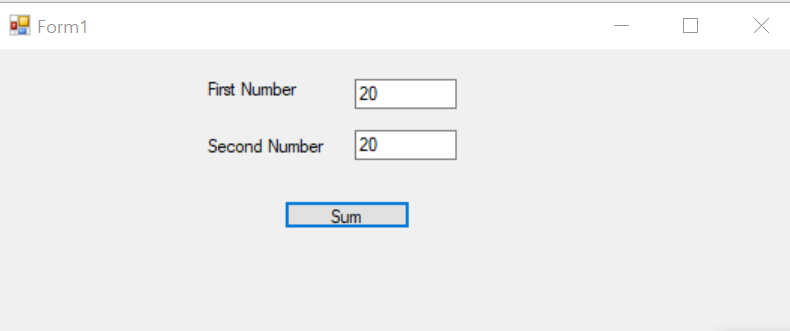 Form1
First Number 20
Second Number 20
Sum